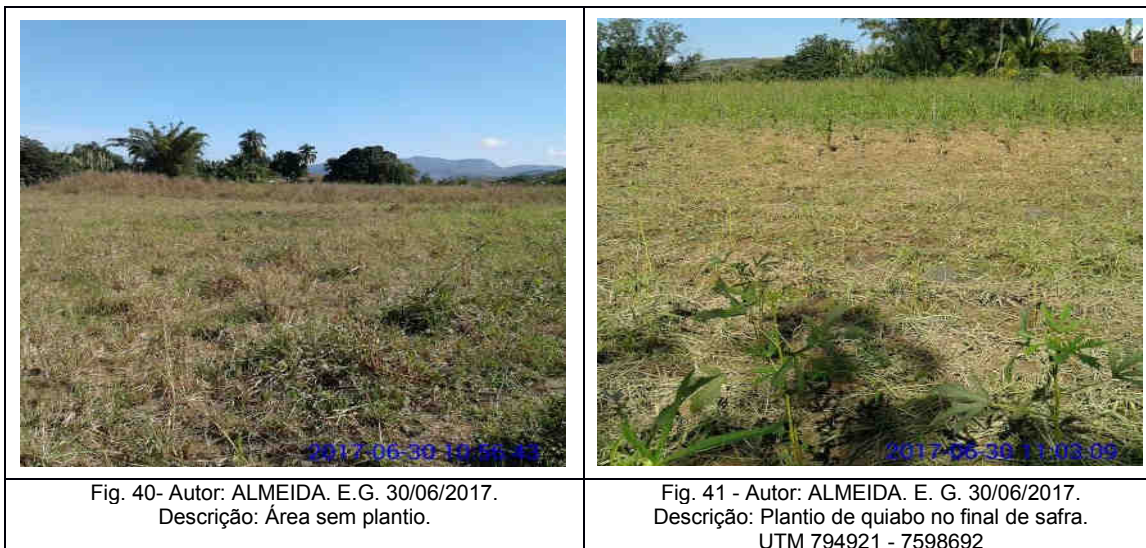 2017-06-30 10:56:43
2017-06-30 11:02:09
Fig. 40- Autor: ALMEIDA. E.G. 30/06/2017.
Descrição: Área sem plantio.
Fig. 41 - Autor: ALMEIDA. E. G. 30/06/2017.
Descrição: Plantio de quiabo no final de safra.
UTM 794921 - 7598692